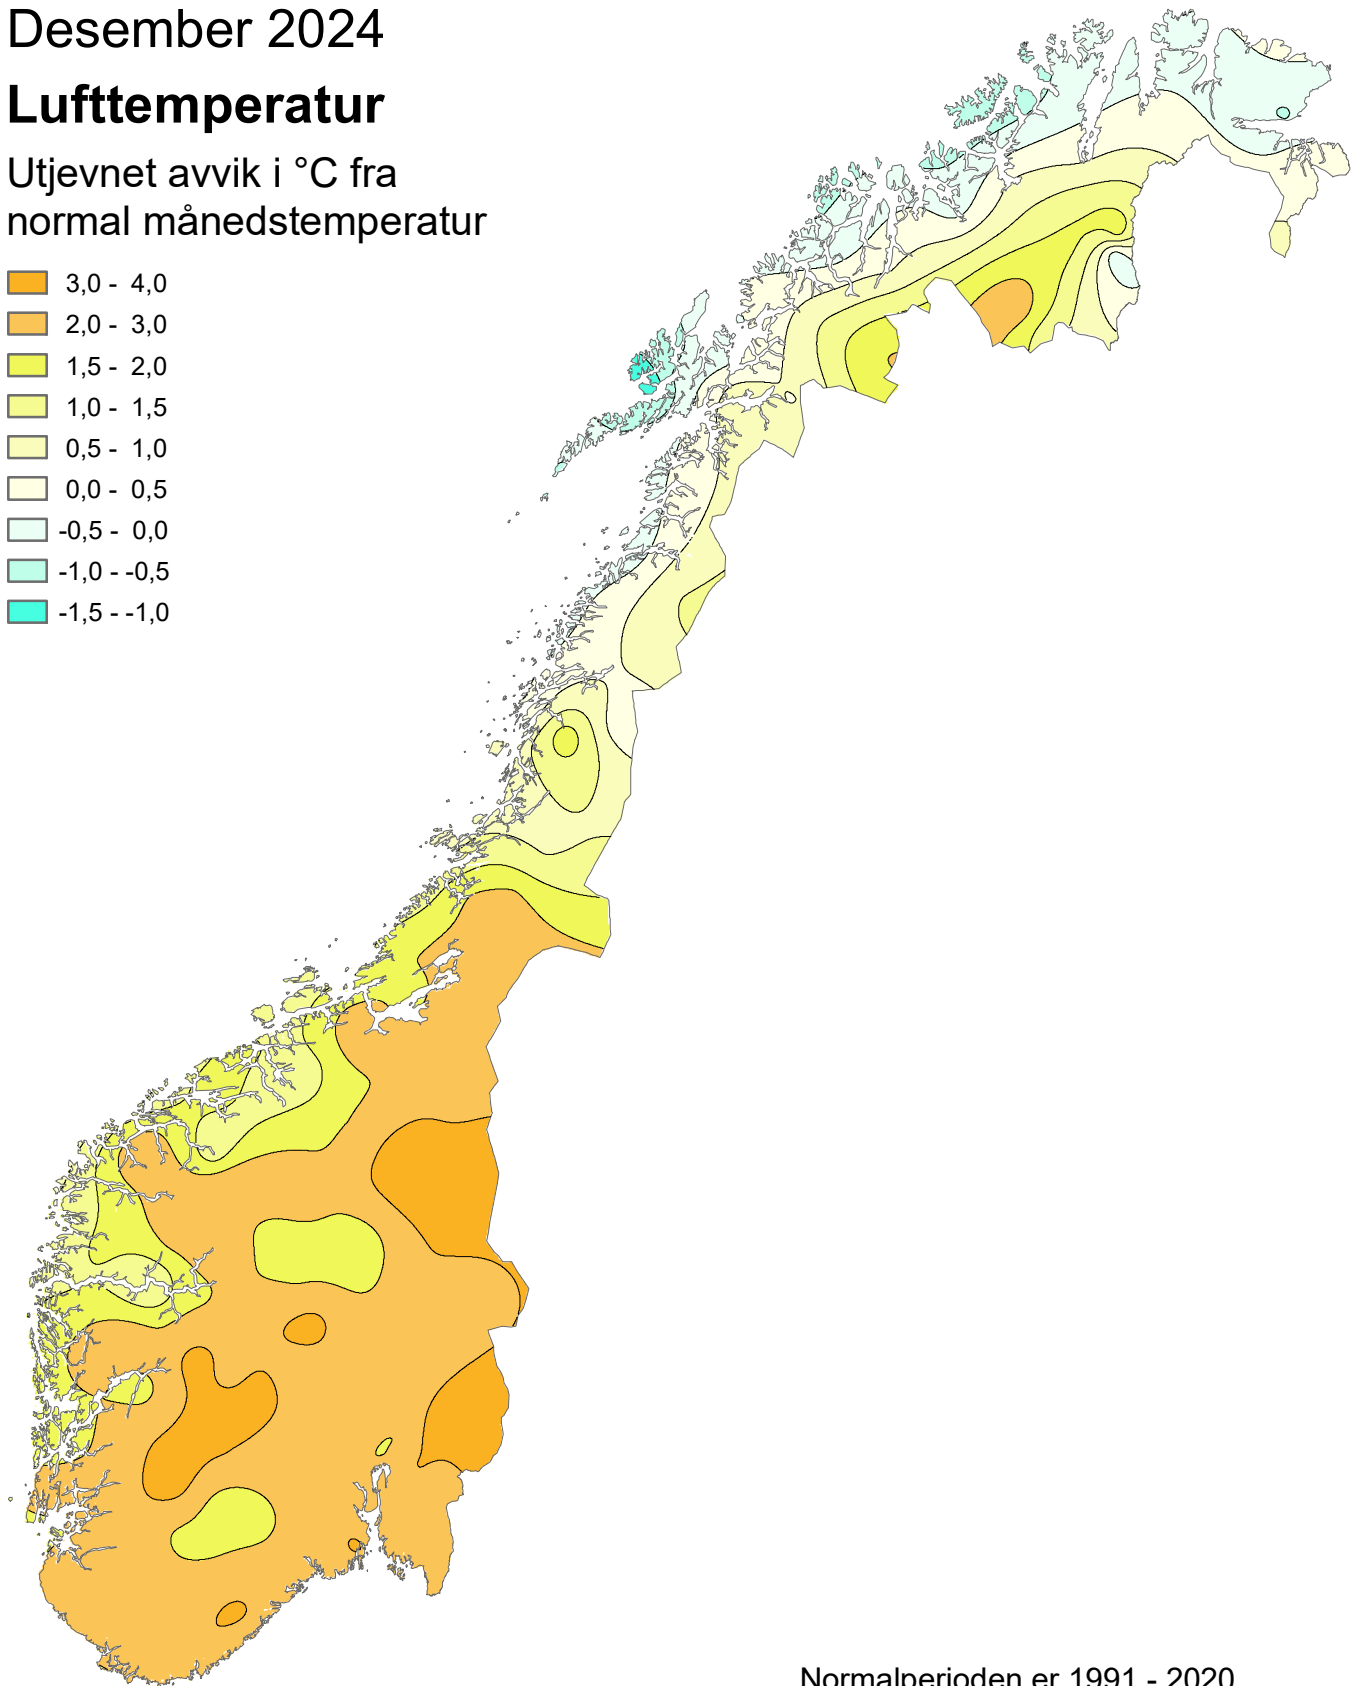 Desember 2024
Lufttemperatur
Utjevnet avvik i °C fra
normal månedstemperatur
3,0 - 4,0
2,0 - 3,0
1,5 - 2,0
1,0 - 1,5
0,5 - 1,0
0,0 - 0,5
-0,5 - 0,0
-1,0 - -0,5
-1,5 - -1,0
Normalperioden er 1991 - 2020